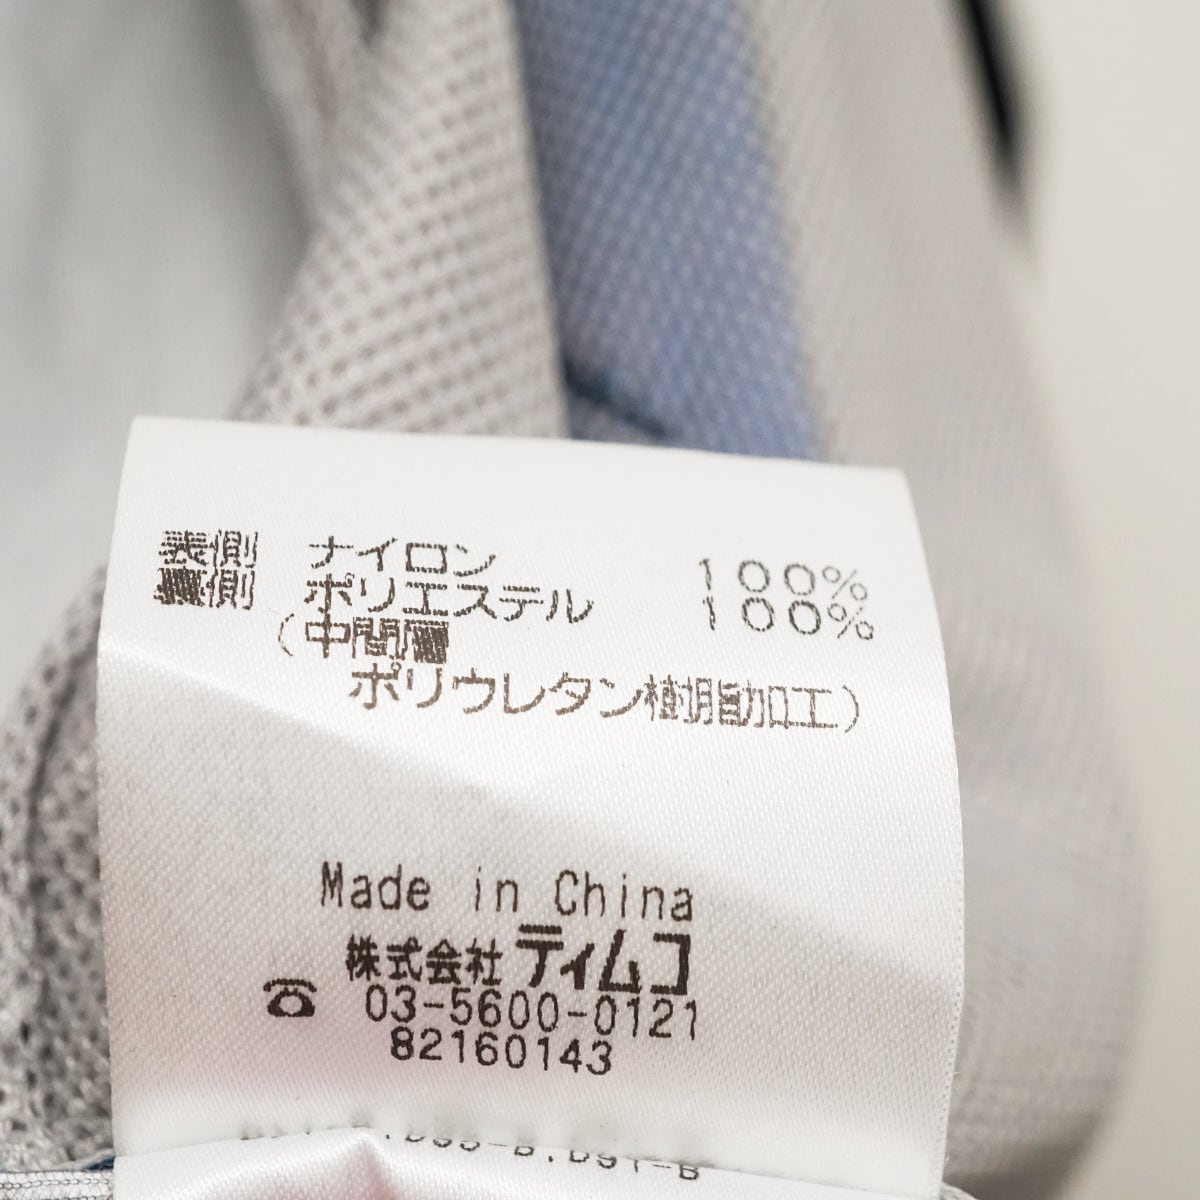 表側 ナイロン 100%
裏側 ポリエステル 100%
(中間層
ポリウレタン樹脂加工)
Made in China
株式会社ティムコ
☎ 03-5600-0121
82160143